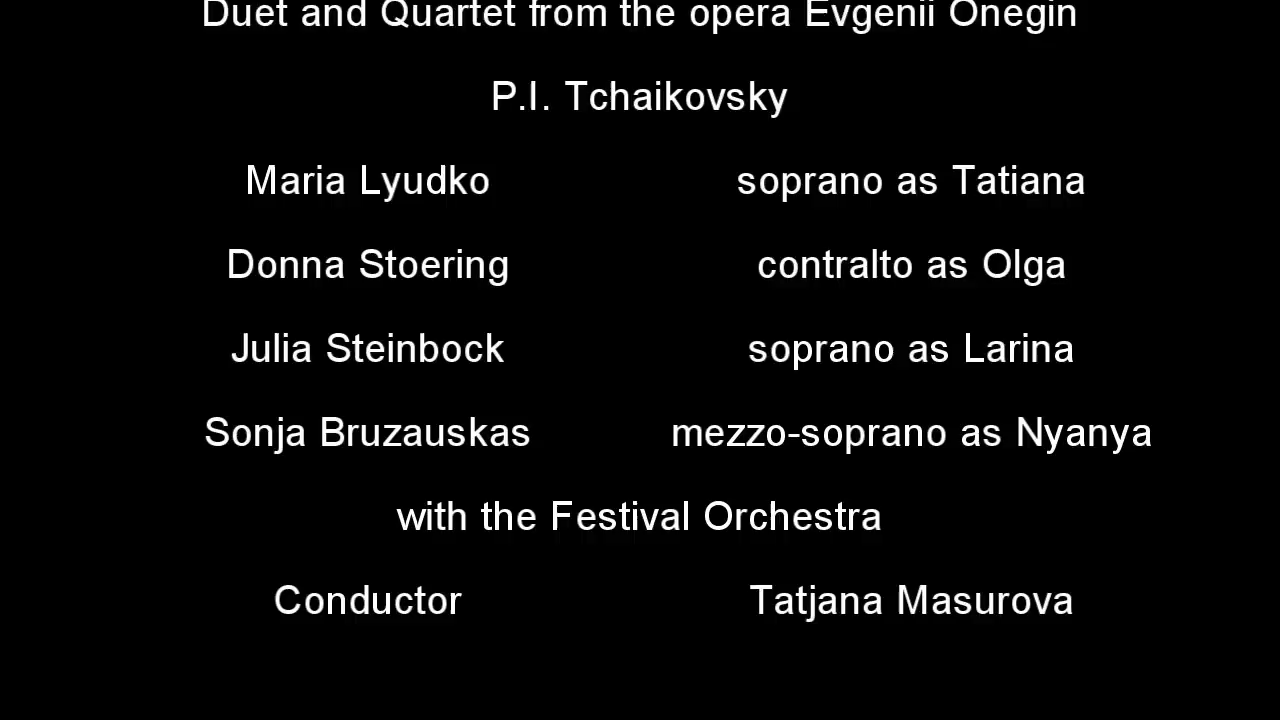 Duet and Quartet from the opera Evgenii Onegin
P.I. Tchaikovsky
Maria Lyudko soprano as Tatiana
Donna Stoering contralto as Olga
Julia Steinbock soprano as Larina
Sonja Bruzauskas mezzo-soprano as Nyanya
with the Festival Orchestra
Conductor Tatjana Masurova